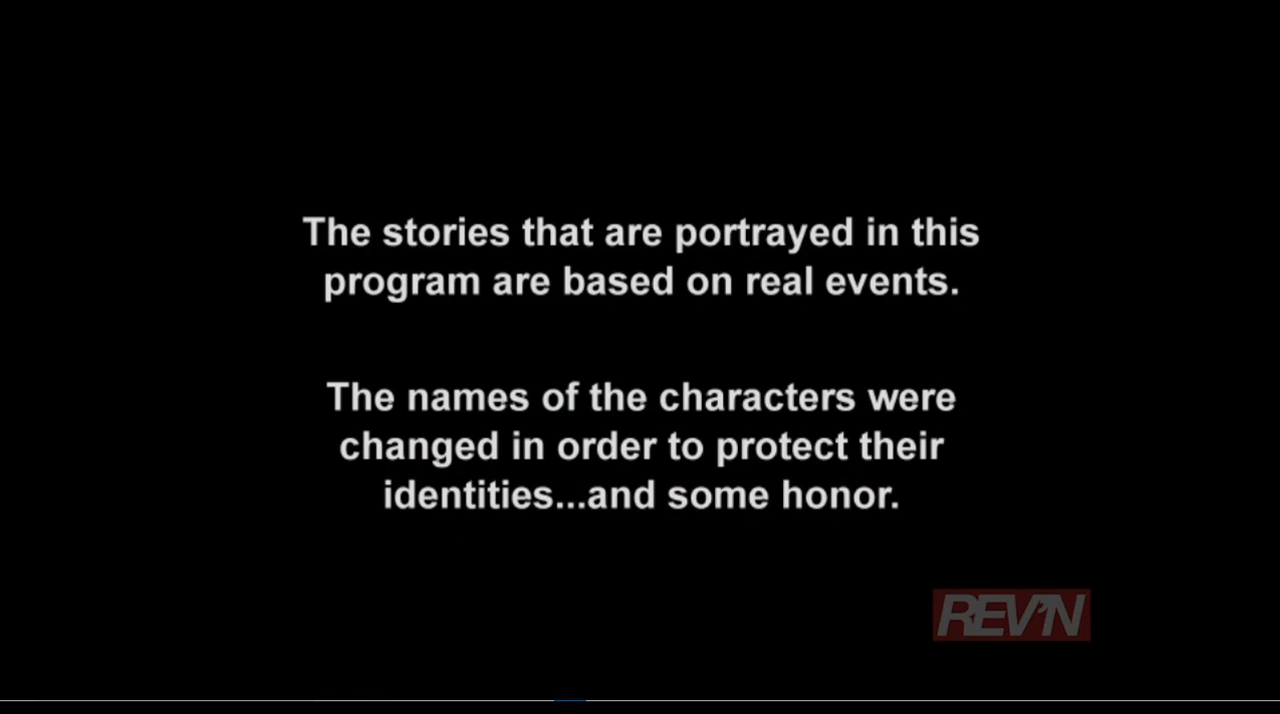 The stories that are portrayed in this
program are based on real events.
The names of the characters were
changed in order to protect their
identities...and some honor.
REV'N